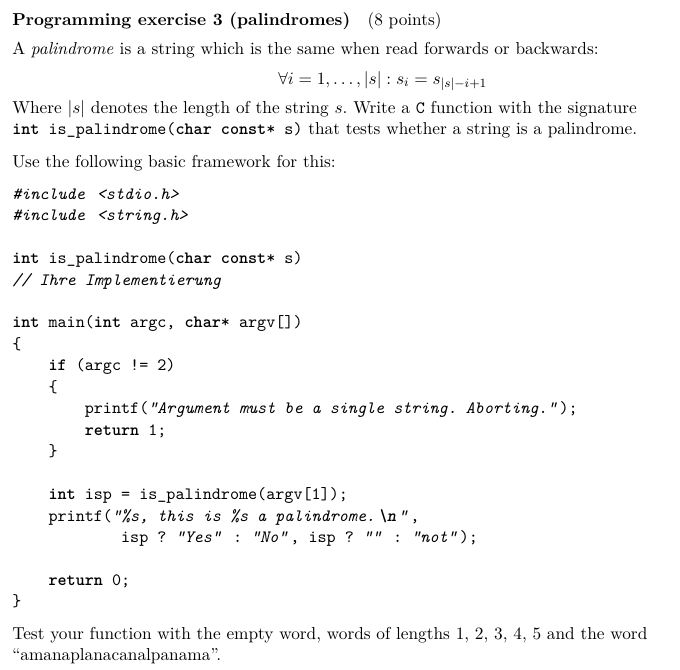 Programming exercise 3 (palindromes) (8 points)
A palindrome is a string which is the same when read forwards or backwards:
∀i = 1, . . . , |s| : sᵢ = s|s|−i+1
Where |s| denotes the length of the string s. Write a C function with the signature
int is_palindrome(char const* s) that tests whether a string is a palindrome.
Use the following basic framework for this:
#include <stdio.h>
#include <string.h>
int is_palindrome(char const* s)
// Ihre Implementierung
int main(int argc, char* argv[])
{
    if (argc != 2)
    {
        printf("Argument must be a single string. Aborting.");
        return 1;
    }
    int isp = is_palindrome(argv[1]);
    printf("%s, this is %s a palindrome.\n",
            isp ? "Yes" : "No", isp ? "" : "not");
    return 0;
}
Test your function with the empty word, words of lengths 1, 2, 3, 4, 5 and the word
“amanaplanacanalpanama”.